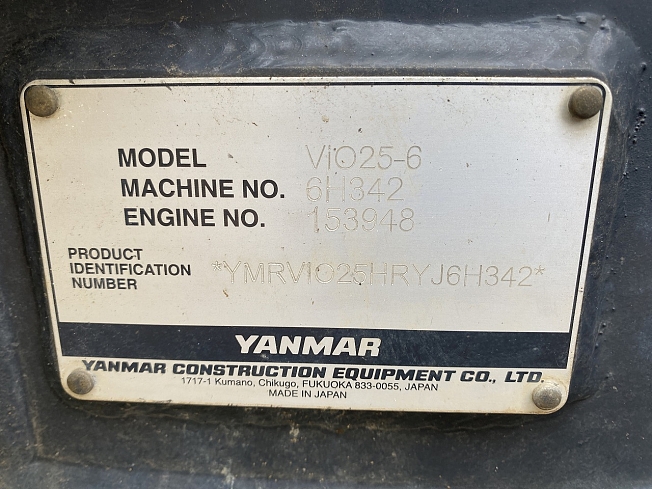 MODEL ViO25-6
MACHINE NO. 6H342
ENGINE NO. 153948
PRODUCT
IDENTIFICATION *YMRVIO25HRYJ6H342*
NUMBER
YANMAR
YANMAR CONSTRUCTION EQUIPMENT CO., LTD.
1717-1 Kumano, Chikugo, FUKUOKA 833-0055, JAPAN
MADE IN JAPAN